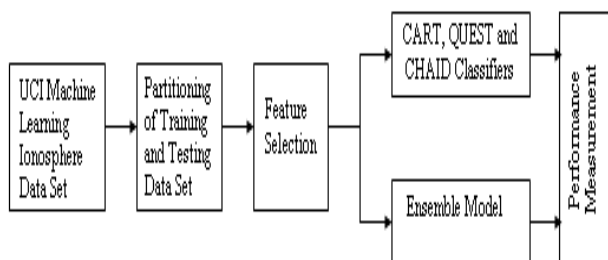 UCI Machine
Learning
Ionosphere
Data Set
Partitioning
of Training
and Testing
Data Set
Feature
Selection
CART, QUEST and
CHAID Classifiers
Ensemble Model
Performance
Measurement